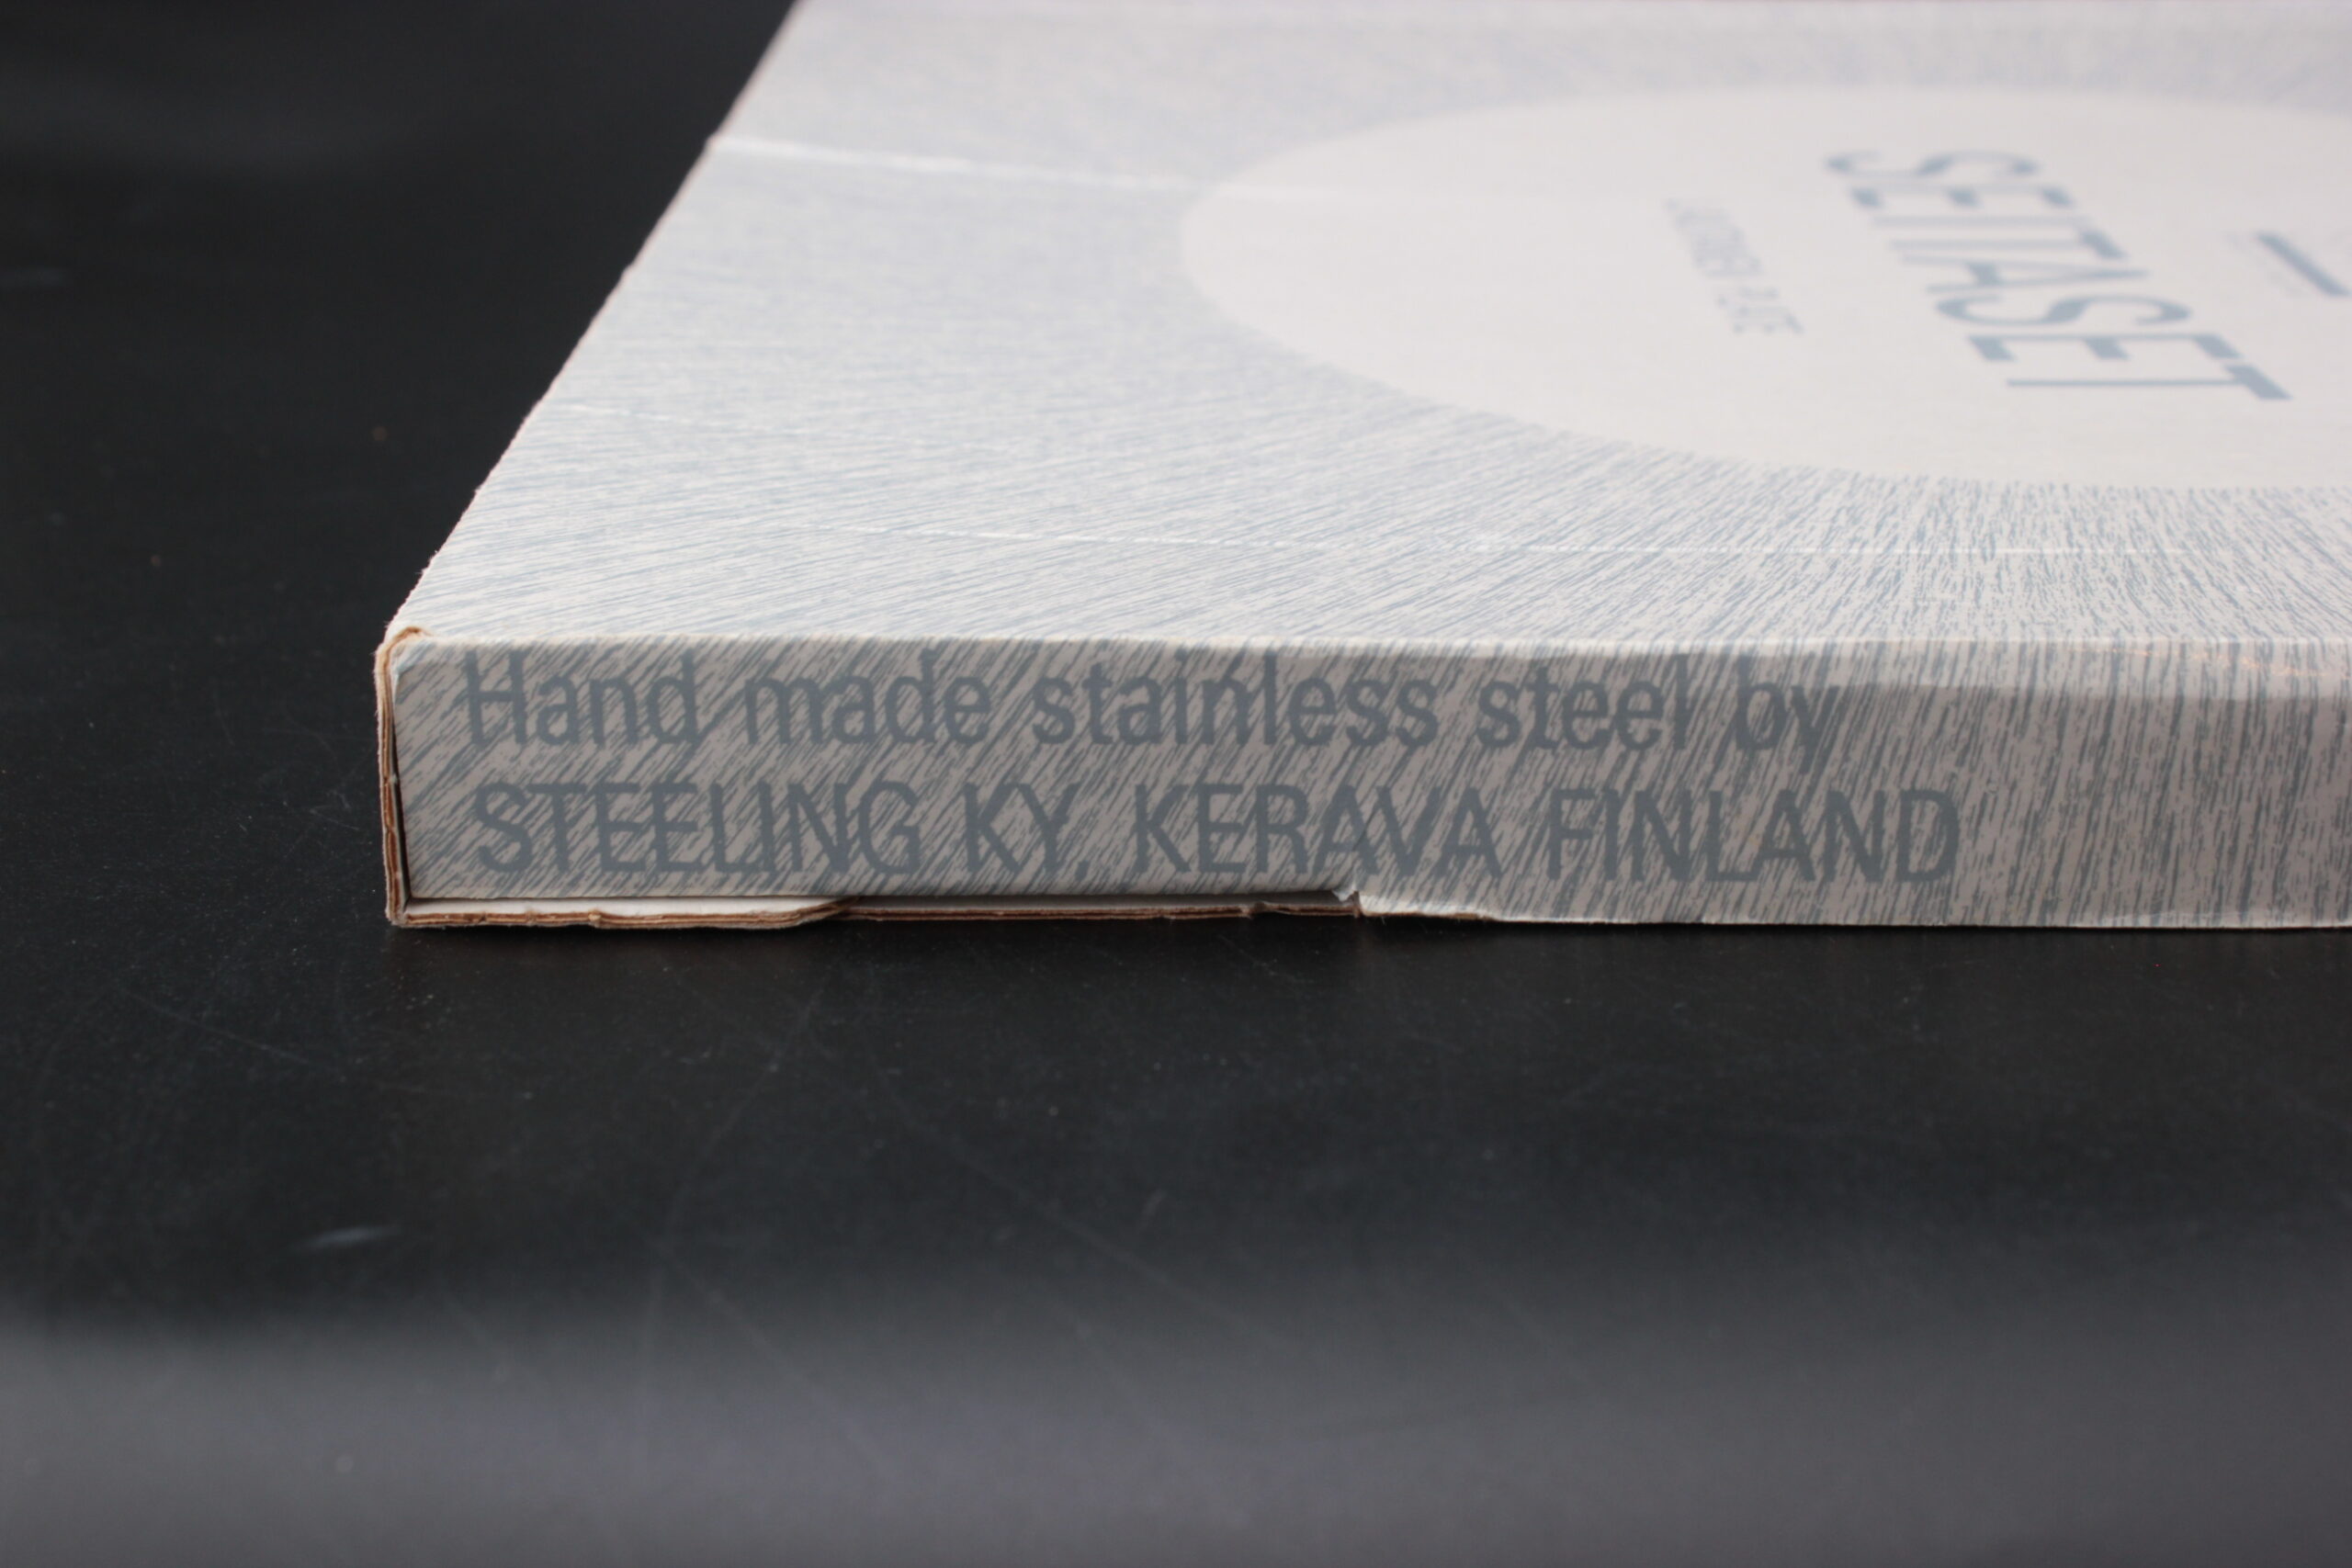 SEITASET
Hand made stainless steel by
STEELING KY, KERAVA FINLAND